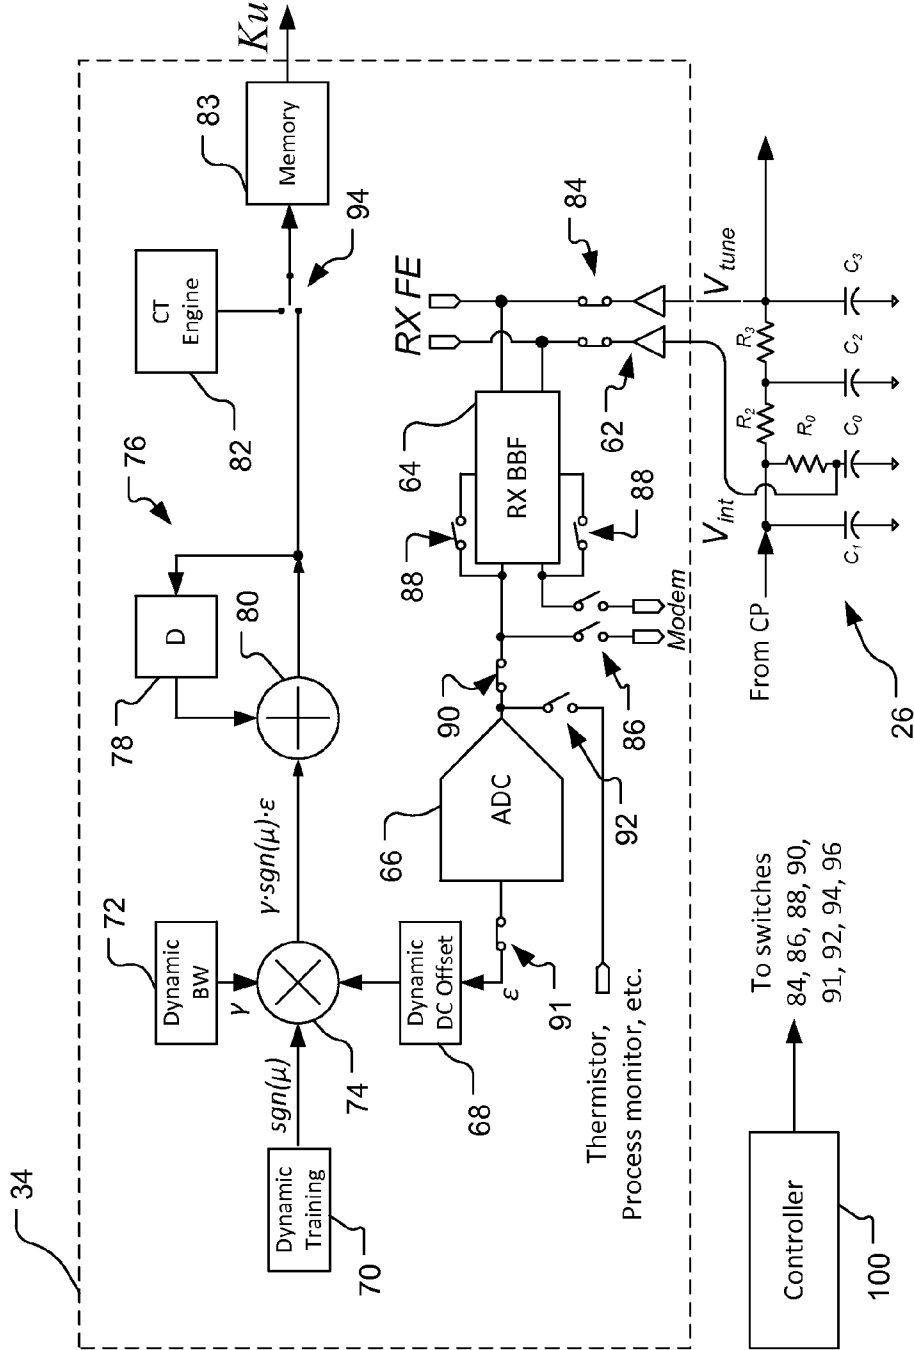 34
Dynamic
Training
70
sgn(μ)
Dynamic
BW
72
γ
74
γ·sgn(μ)·ε
D
78
80
76
CT
Engine
82
94
Memory
83
Ku
Dynamic
DC Offset
68
ε
91
ADC
66
90
92
86
Modem
88
88
RX BBF
64
RX FE
62
84
Thermistor,
Process monitor, etc.
Controller
100
To switches
84, 86, 88, 90,
91, 92, 94, 96
From CP
26
Vint
Vtune
C1
R0
C0
R2
C2
R3
C3